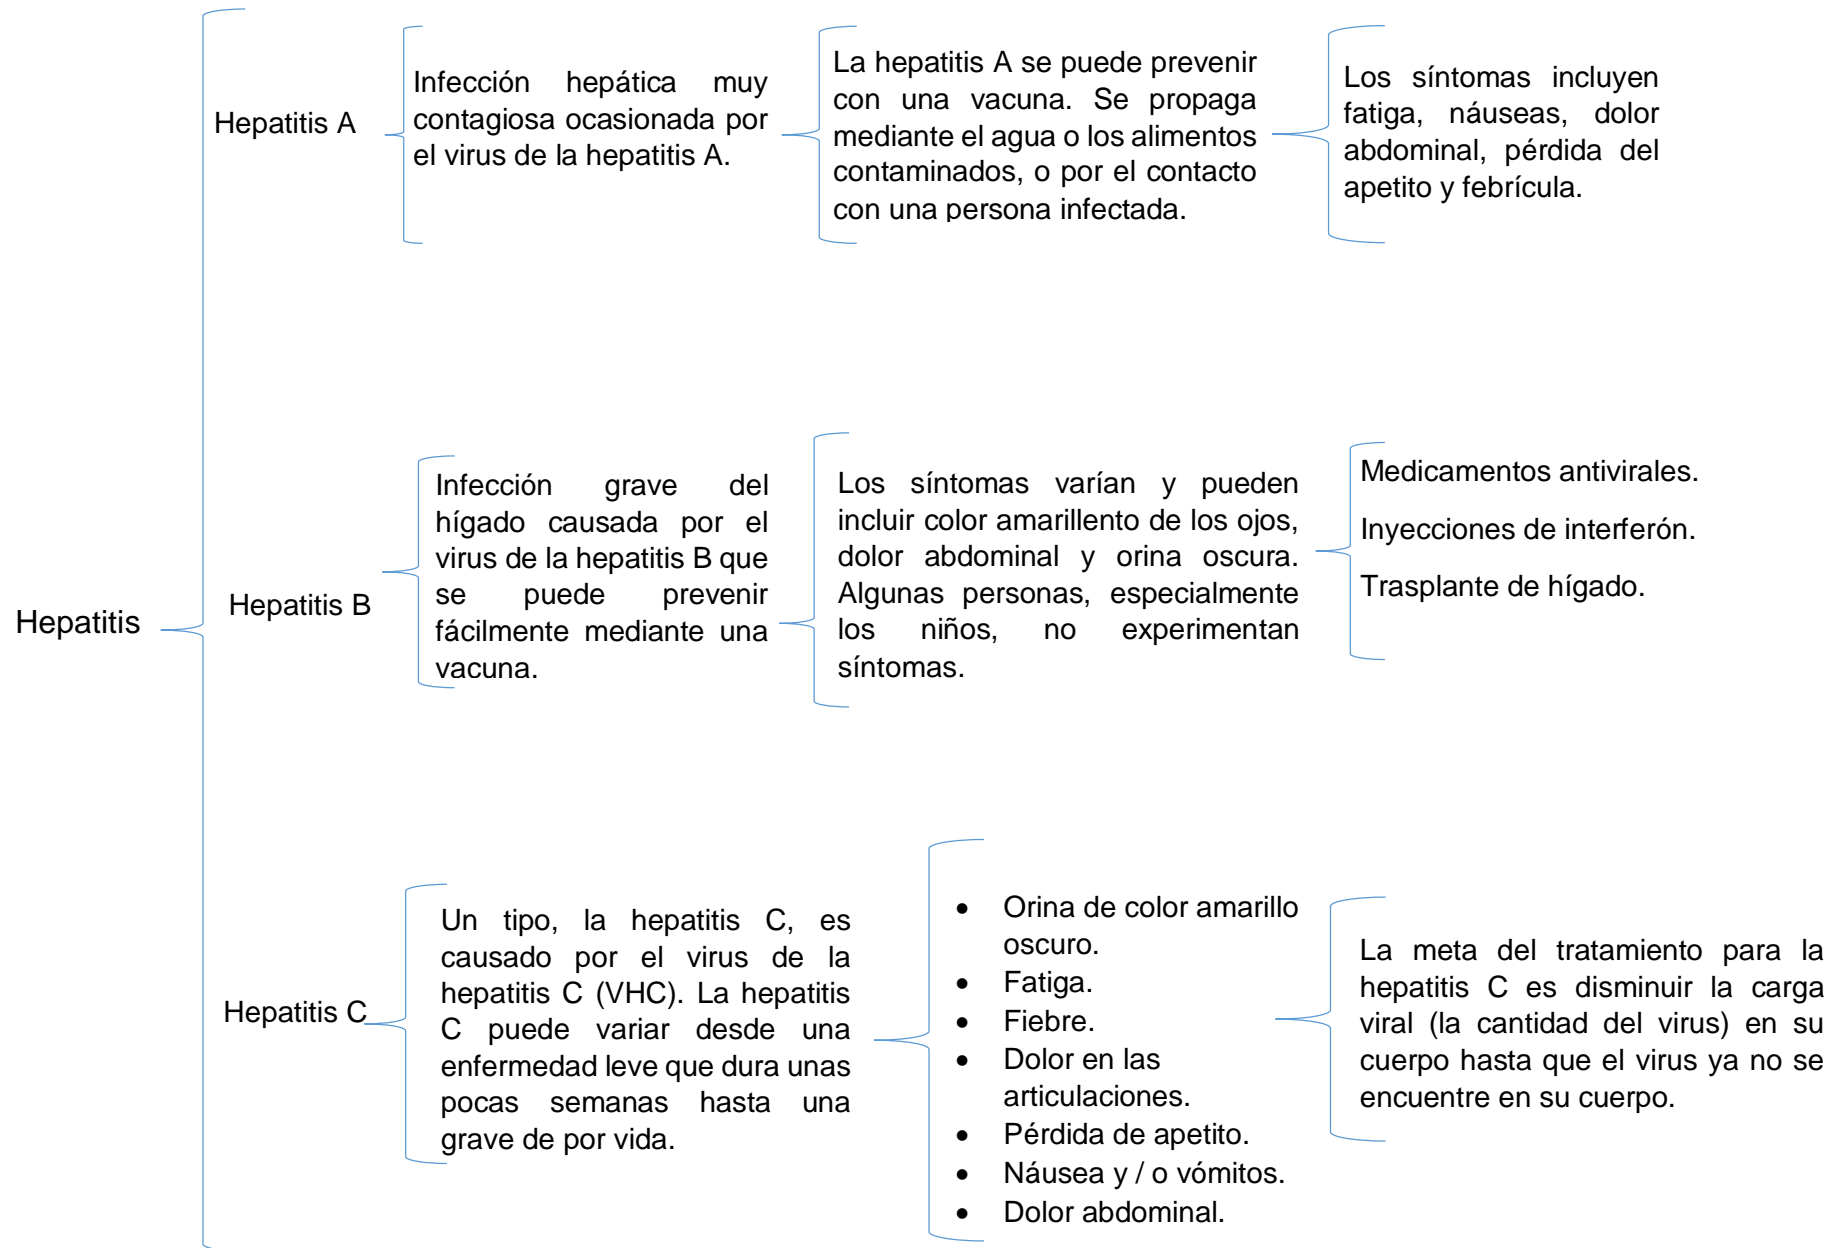 Hepatitis
Hepatitis A
Infección hepática muy
contagiosa ocasionada por
el virus de la hepatitis A.
La hepatitis A se puede prevenir
con una vacuna. Se propaga
mediante el agua o los alimentos
contaminados, o por el contacto
con una persona infectada.
Los síntomas incluyen
fatiga, náuseas, dolor
abdominal, pérdida del
apetito y febrícula.
Hepatitis B
Infección grave del
hígado causada por el
virus de la hepatitis B que
se puede prevenir
fácilmente mediante una
vacuna.
Los síntomas varían y pueden
incluir color amarillento de los ojos,
dolor abdominal y orina oscura.
Algunas personas, especialmente
los niños, no experimentan
síntomas.
Medicamentos antivirales.
Inyecciones de interferón.
Trasplante de hígado.
Hepatitis C
Un tipo, la hepatitis C, es
causado por el virus de la
hepatitis C (VHC). La hepatitis
C puede variar desde una
enfermedad leve que dura unas
pocas semanas hasta una
grave de por vida.
• Orina de color amarillo
oscuro.
• Fatiga.
• Fiebre.
• Dolor en las
articulaciones.
• Pérdida de apetito.
• Náusea y / o vómitos.
• Dolor abdominal.
La meta del tratamiento para la
hepatitis C es disminuir la carga
viral (la cantidad del virus) en su
cuerpo hasta que el virus ya no se
encuentre en su cuerpo.